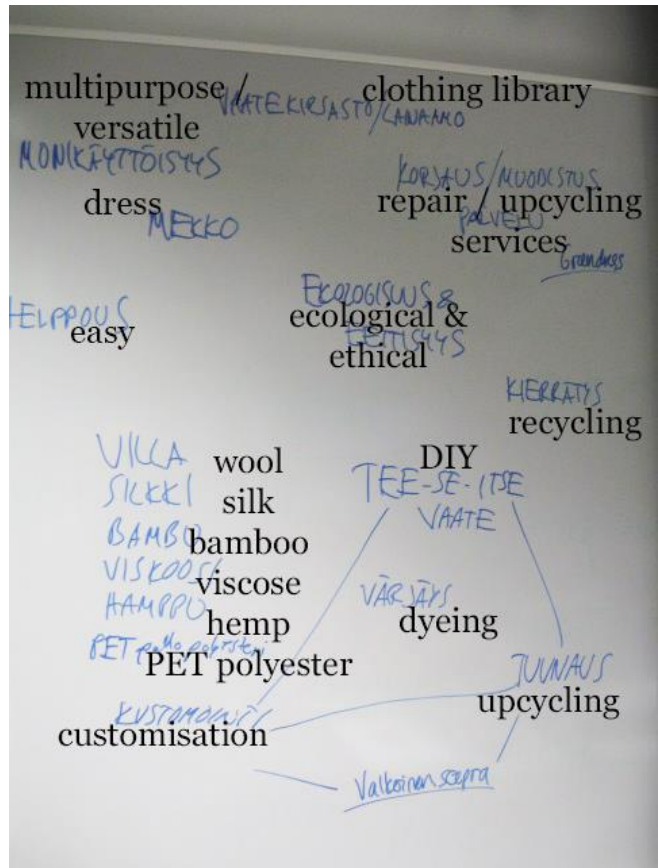 multipurpose /
clothing library
VAATEKIRJASTO/LAINAAMO
versatile
MONIKÄYTTÖISYYS
KORJAUS/MUODISTUS
dress
repair / upcycling
MEKKO
PALVELU
services
Greendress
EKOLOGISUUS &
HELPPOUS
ecological &
easy
EETTISYYS
ethical
KIERRÄTYS
recycling
VILLA
DIY
wool
TEE-SE-ITSE
SILKKI
silk
VAATE
BAMBU
bamboo
VISKOOSI
viscose
VÄRJÄYS
HAMPPU
hemp
dyeing
PET
PET polyester
TUUNAUS
KUSTOMOINTI
upcycling
customisation
Valkoinen seepra